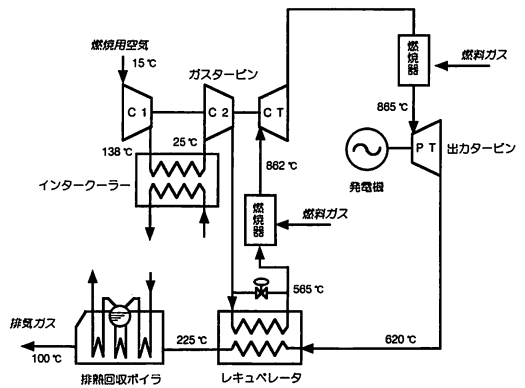 燃焼用空気
15℃
ガスタービン
燃焼器
燃料ガス
C 1
C 2
C T
865℃
138℃
25℃
P T
出力タービン
インタークーラー
862℃
発電機
燃焼器
燃料ガス
565℃
排気ガス
100℃
225℃
620℃
排熱回収ボイラ
レキュペレータ